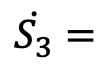 Ṡ₃ =